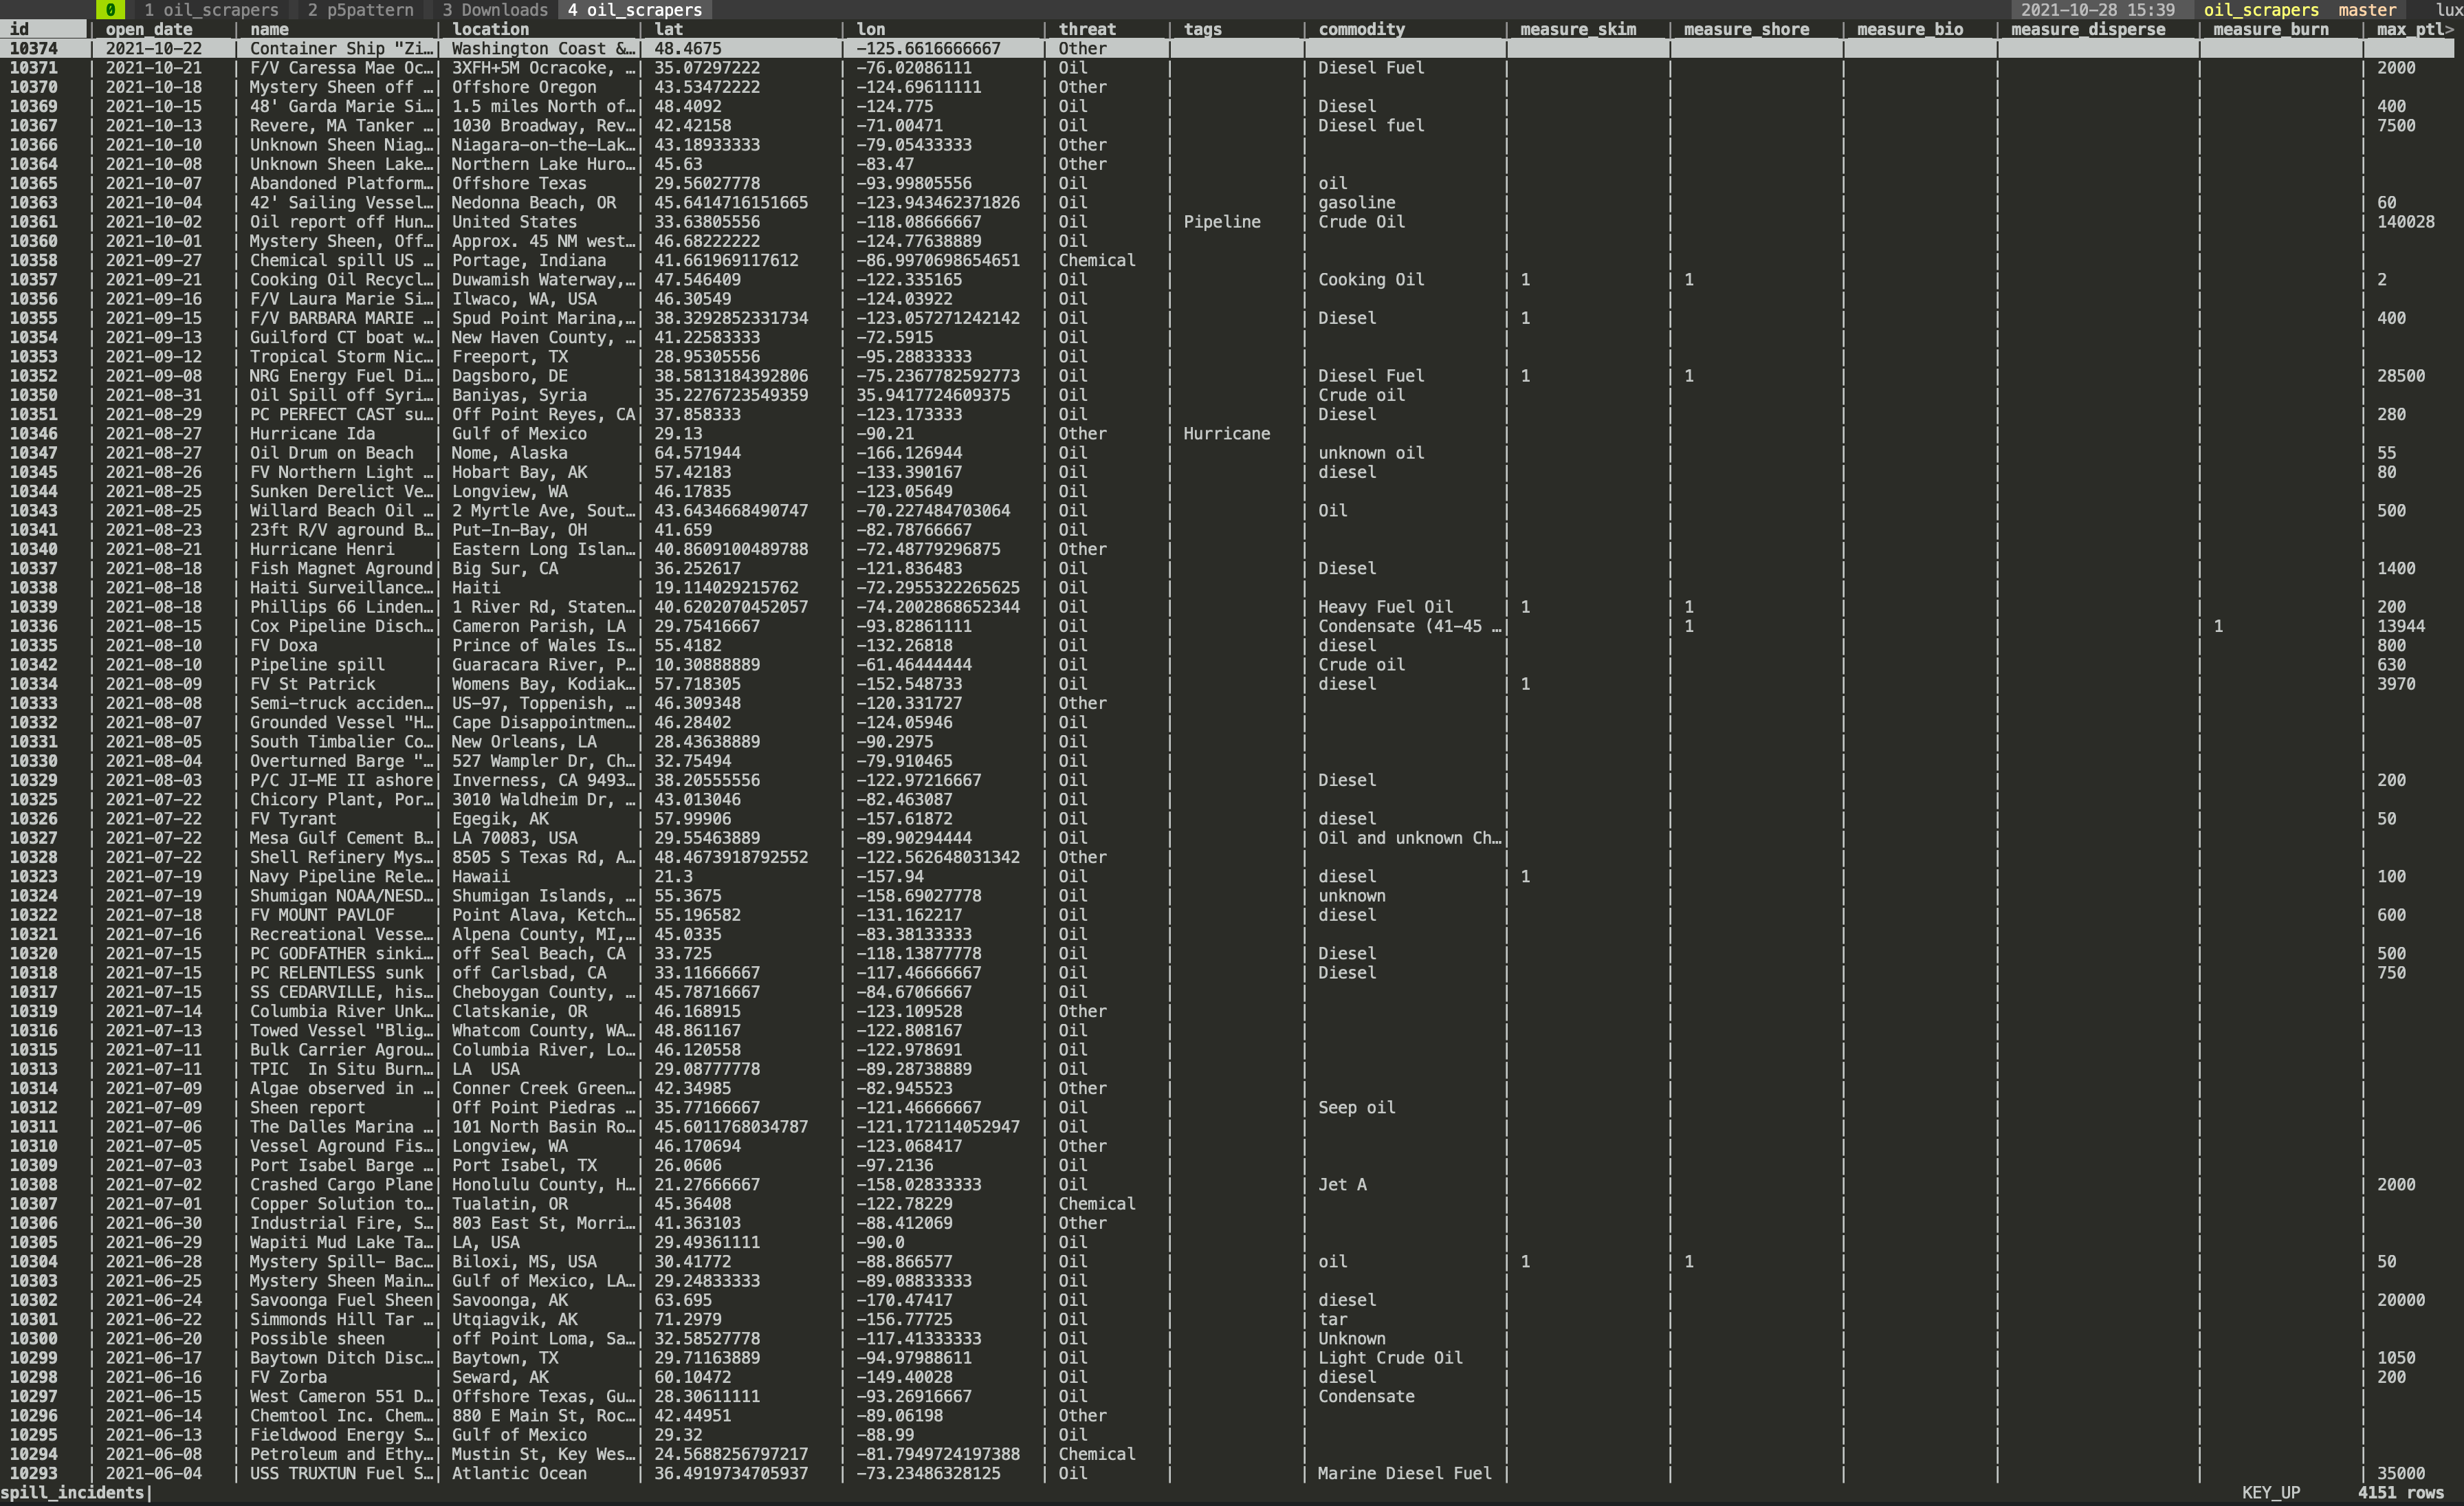 0 1 oil_scrapers 2 p5pattern 3 Downloads 4 oil_scrapers 2021-10-28 15:39 oil_scrapers master lux
id | open_date | name | location | lat | lon | threat | tags | commodity | measure_skim | measure_shore | measure_bio | measure_disperse | measure_burn | max_ptl>
10374 | 2021-10-22 | Container Ship "Zi…| Washington Coast &…| 48.4675 | -125.6616666667 | Other | | | | | | | |
10371 | 2021-10-21 | F/V Caressa Mae Oc…| 3XFH+5M Ocracoke, …| 35.07297222 | -76.02086111 | Oil | | Diesel Fuel | | | | | | 2000
10370 | 2021-10-18 | Mystery Sheen off …| Offshore Oregon | 43.53472222 | -124.69611111 | Other | | | | | | | |
10369 | 2021-10-15 | 48' Garda Marie Si…| 1.5 miles North of…| 48.4092 | -124.775 | Oil | | Diesel | | | | | | 400
10367 | 2021-10-13 | Revere, MA Tanker …| 1030 Broadway, Rev…| 42.42158 | -71.00471 | Oil | | Diesel fuel | | | | | | 7500
10366 | 2021-10-10 | Unknown Sheen Niag…| Niagara-on-the-Lak…| 43.18933333 | -79.05433333 | Other | | | | | | | |
10364 | 2021-10-08 | Unknown Sheen Lake…| Northern Lake Huro…| 45.63 | -83.47 | Other | | | | | | | |
10365 | 2021-10-07 | Abandoned Platform…| Offshore Texas | 29.56027778 | -93.99805556 | Oil | | oil | | | | | |
10363 | 2021-10-04 | 42' Sailing Vessel…| Nedonna Beach, OR | 45.6414716151665 | -123.943462371826 | Oil | | gasoline | | | | | | 60
10361 | 2021-10-02 | Oil report off Hun…| United States | 33.63805556 | -118.08666667 | Oil | Pipeline | Crude Oil | | | | | | 140028
10360 | 2021-10-01 | Mystery Sheen, Off…| Approx. 45 NM west…| 46.68222222 | -124.77638889 | Oil | | | | | | | |
10358 | 2021-09-27 | Chemical spill US …| Portage, Indiana | 41.661969117612 | -86.9970698654651 | Chemical | | | | | | | |
10357 | 2021-09-21 | Cooking Oil Recycl…| Duwamish Waterway,…| 47.546409 | -122.335165 | Oil | | Cooking Oil | 1 | 1 | | | | 2
10356 | 2021-09-16 | F/V Laura Marie Si…| Ilwaco, WA, USA | 46.30549 | -124.03922 | Oil | | | | | | | |
10355 | 2021-09-15 | F/V BARBARA MARIE …| Spud Point Marina,…| 38.3292852331734 | -123.057271242142 | Oil | | Diesel | 1 | | | | | 400
10354 | 2021-09-13 | Guilford CT boat w…| New Haven County, …| 41.22583333 | -72.5915 | Oil | | | | | | | |
10353 | 2021-09-12 | Tropical Storm Nic…| Freeport, TX | 28.95305556 | -95.28833333 | Oil | | | | | | | |
10352 | 2021-09-08 | NRG Energy Fuel Di…| Dagsboro, DE | 38.5813184392806 | -75.2367782592773 | Oil | | Diesel Fuel | 1 | 1 | | | | 28500
10350 | 2021-08-31 | Oil Spill off Syri…| Baniyas, Syria | 35.2276723549359 | 35.9417724609375 | Oil | | Crude oil | | | | | |
10351 | 2021-08-29 | PC PERFECT CAST su…| Off Point Reyes, CA| 37.858333 | -123.173333 | Oil | | Diesel | | | | | | 280
10346 | 2021-08-27 | Hurricane Ida | Gulf of Mexico | 29.13 | -90.21 | Other | Hurricane | | | | | | |
10347 | 2021-08-27 | Oil Drum on Beach | Nome, Alaska | 64.571944 | -166.126944 | Oil | | unknown oil | | | | | | 55
10345 | 2021-08-26 | FV Northern Light …| Hobart Bay, AK | 57.42183 | -133.390167 | Oil | | diesel | | | | | | 80
10344 | 2021-08-25 | Sunken Derelict Ve…| Longview, WA | 46.17835 | -123.05649 | Oil | | | | | | | |
10343 | 2021-08-25 | Willard Beach Oil …| 2 Myrtle Ave, Sout…| 43.6434668490747 | -70.227484703064 | Oil | | Oil | | | | | | 500
10341 | 2021-08-23 | 23ft R/V aground B…| Put-In-Bay, OH | 41.659 | -82.78766667 | Oil | | | | | | | |
10340 | 2021-08-21 | Hurricane Henri | Eastern Long Islan…| 40.8609100489788 | -72.48779296875 | Other | | | | | | | |
10337 | 2021-08-18 | Fish Magnet Aground| Big Sur, CA | 36.252617 | -121.836483 | Oil | | Diesel | | | | | | 1400
10338 | 2021-08-18 | Haiti Surveillance…| Haiti | 19.114029215762 | -72.2955322265625 | Oil | | | | | | | |
10339 | 2021-08-18 | Phillips 66 Linden…| 1 River Rd, Staten…| 40.6202070452057 | -74.2002868652344 | Oil | | Heavy Fuel Oil | 1 | 1 | | | | 200
10336 | 2021-08-15 | Cox Pipeline Disch…| Cameron Parish, LA | 29.75416667 | -93.82861111 | Oil | | Condensate (41-45 …| | 1 | | | 1 | 13944
10335 | 2021-08-10 | FV Doxa | Prince of Wales Is…| 55.4182 | -132.26818 | Oil | | diesel | | | | | | 800
10342 | 2021-08-10 | Pipeline spill | Guaracara River, P…| 10.30888889 | -61.46444444 | Oil | | Crude oil | | | | | | 630
10334 | 2021-08-09 | FV St Patrick | Womens Bay, Kodiak…| 57.718305 | -152.548733 | Oil | | diesel | 1 | | | | | 3970
10333 | 2021-08-08 | Semi-truck acciden…| US-97, Toppenish, …| 46.309348 | -120.331727 | Other | | | | | | | |
10332 | 2021-08-07 | Grounded Vessel "H…| Cape Disappointmen…| 46.28402 | -124.05946 | Oil | | | | | | | |
10331 | 2021-08-05 | South Timbalier Co…| New Orleans, LA | 28.43638889 | -90.2975 | Oil | | | | | | | |
10330 | 2021-08-04 | Overturned Barge "…| 527 Wampler Dr, Ch…| 32.75494 | -79.910465 | Oil | | | | | | | |
10329 | 2021-08-03 | P/C JI-ME II ashore| Inverness, CA 9493…| 38.20555556 | -122.97216667 | Oil | | Diesel | | | | | | 200
10325 | 2021-07-22 | Chicory Plant, Por…| 3010 Waldheim Dr, …| 43.013046 | -82.463087 | Oil | | | | | | | |
10326 | 2021-07-22 | FV Tyrant | Egegik, AK | 57.99906 | -157.61872 | Oil | | diesel | | | | | | 50
10327 | 2021-07-22 | Mesa Gulf Cement B…| LA 70083, USA | 29.55463889 | -89.90294444 | Oil | | Oil and unknown Ch…| | | | | |
10328 | 2021-07-22 | Shell Refinery Mys…| 8505 S Texas Rd, A…| 48.4673918792552 | -122.562648031342 | Other | | | | | | | |
10323 | 2021-07-19 | Navy Pipeline Rele…| Hawaii | 21.3 | -157.94 | Oil | | diesel | 1 | | | | | 100
10324 | 2021-07-19 | Shumigan NOAA/NESD…| Shumigan Islands, …| 55.3675 | -158.69027778 | Oil | | unknown | | | | | |
10322 | 2021-07-18 | FV MOUNT PAVLOF | Point Alava, Ketch…| 55.196582 | -131.162217 | Oil | | diesel | | | | | | 600
10321 | 2021-07-16 | Recreational Vesse…| Alpena County, MI,…| 45.0335 | -83.38133333 | Oil | | | | | | | |
10320 | 2021-07-15 | PC GODFATHER sinki…| off Seal Beach, CA | 33.725 | -118.13877778 | Oil | | Diesel | | | | | | 500
10318 | 2021-07-15 | PC RELENTLESS sunk | off Carlsbad, CA | 33.11666667 | -117.46666667 | Oil | | Diesel | | | | | | 750
10317 | 2021-07-15 | SS CEDARVILLE, his…| Cheboygan County, …| 45.78716667 | -84.67066667 | Oil | | | | | | | |
10319 | 2021-07-14 | Columbia River Unk…| Clatskanie, OR | 46.168915 | -123.109528 | Other | | | | | | | |
10316 | 2021-07-13 | Towed Vessel "Blig…| Whatcom County, WA…| 48.861167 | -122.808167 | Oil | | | | | | | |
10315 | 2021-07-11 | Bulk Carrier Agrou…| Columbia River, Lo…| 46.120558 | -122.978691 | Oil | | | | | | | |
10313 | 2021-07-11 | TPIC  In Situ Burn…| LA  USA | 29.08777778 | -89.28738889 | Oil | | | | | | | |
10314 | 2021-07-09 | Algae observed in …| Conner Creek Green…| 42.34985 | -82.945523 | Other | | | | | | | |
10312 | 2021-07-09 | Sheen report | Off Point Piedras …| 35.77166667 | -121.46666667 | Oil | | Seep oil | | | | | |
10311 | 2021-07-06 | The Dalles Marina …| 101 North Basin Ro…| 45.6011768034787 | -121.172114052947 | Oil | | | | | | | |
10310 | 2021-07-05 | Vessel Aground Fis…| Longview, WA | 46.170694 | -123.068417 | Other | | | | | | | |
10309 | 2021-07-03 | Port Isabel Barge …| Port Isabel, TX | 26.0606 | -97.2136 | Oil | | | | | | | |
10308 | 2021-07-02 | Crashed Cargo Plane| Honolulu County, H…| 21.27666667 | -158.02833333 | Oil | | Jet A | | | | | | 2000
10307 | 2021-07-01 | Copper Solution to…| Tualatin, OR | 45.36408 | -122.78229 | Chemical | | | | | | | |
10306 | 2021-06-30 | Industrial Fire, S…| 803 East St, Morri…| 41.363103 | -88.412069 | Other | | | | | | | |
10305 | 2021-06-29 | Wapiti Mud Lake Ta…| LA, USA | 29.49361111 | -90.0 | Oil | | | | | | | |
10304 | 2021-06-28 | Mystery Spill- Bac…| Biloxi, MS, USA | 30.41772 | -88.866577 | Oil | | oil | 1 | 1 | | | | 50
10303 | 2021-06-25 | Mystery Sheen Main…| Gulf of Mexico, LA…| 29.24833333 | -89.08833333 | Oil | | | | | | | |
10302 | 2021-06-24 | Savoonga Fuel Sheen| Savoonga, AK | 63.695 | -170.47417 | Oil | | diesel | | | | | | 20000
10301 | 2021-06-22 | Simmonds Hill Tar …| Utqiagvik, AK | 71.2979 | -156.77725 | Oil | | tar | | | | | |
10300 | 2021-06-20 | Possible sheen | off Point Loma, Sa…| 32.58527778 | -117.41333333 | Oil | | Unknown | | | | | |
10299 | 2021-06-17 | Baytown Ditch Disc…| Baytown, TX | 29.71163889 | -94.97988611 | Oil | | Light Crude Oil | | | | | | 1050
10298 | 2021-06-16 | FV Zorba | Seward, AK | 60.10472 | -149.40028 | Oil | | diesel | | | | | | 200
10297 | 2021-06-15 | West Cameron 551 D…| Offshore Texas, Gu…| 28.30611111 | -93.26916667 | Oil | | Condensate | | | | | |
10296 | 2021-06-14 | Chemtool Inc. Chem…| 880 E Main St, Roc…| 42.44951 | -89.06198 | Other | | | | | | | |
10295 | 2021-06-13 | Fieldwood Energy S…| Gulf of Mexico | 29.32 | -88.99 | Oil | | | | | | | |
10294 | 2021-06-08 | Petroleum and Ethy…| Mustin St, Key Wes…| 24.5688256797217 | -81.7949724197388 | Chemical | | | | | | | |
10293 | 2021-06-04 | USS TRUXTUN Fuel S…| Atlantic Ocean | 36.4919734705937 | -73.23486328125 | Oil | | Marine Diesel Fuel | | | | | | 35000
spill_incidents| KEY_UP 4151 rows